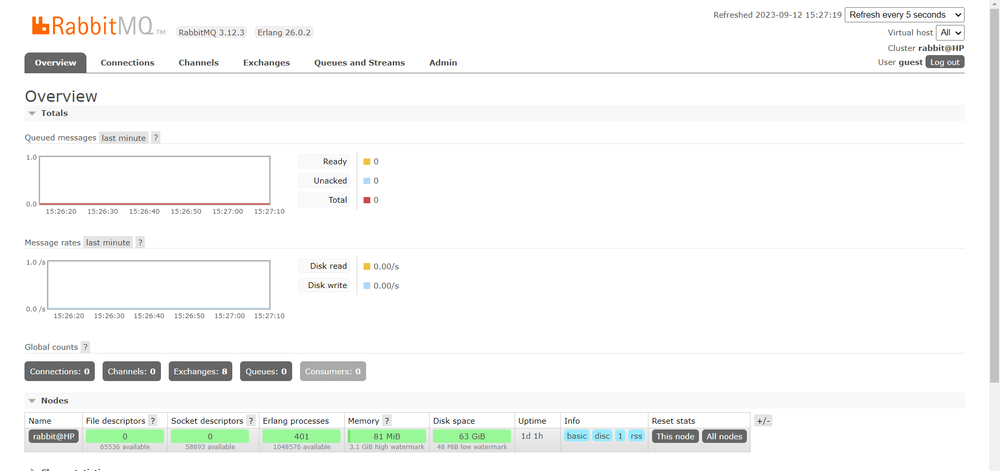 RabbitMQ TM RabbitMQ 3.12.3 Erlang 26.0.2
Refreshed 2023-09-12 15:27:19 Refresh every 5 seconds
Virtual host All
Cluster rabbit@HP
User guest Log out
Overview Connections Channels Exchanges Queues and Streams Admin
Overview
Totals
Queued messages last minute ?
1.0
0.0
15:26:20 15:26:30 15:26:40 15:26:50 15:27:00 15:27:10
Ready 0
Unacked 0
Total 0
Message rates last minute ?
1.0 /s
0.0 /s
15:26:20 15:26:30 15:26:40 15:26:50 15:27:00 15:27:10
Disk read 0.00/s
Disk write 0.00/s
Global counts ?
Connections: 0 Channels: 0 Exchanges: 8 Queues: 0 Consumers: 0
Nodes
Name File descriptors ? Socket descriptors ? Erlang processes Memory ? Disk space Uptime Info Reset stats +/-
rabbit@HP 0 0 401 81 MiB 63 GiB 1d 1h basic disc 1 rss This node All nodes
65536 available 58893 available 1048576 available 3.1 GiB high watermark 48 MiB low watermark